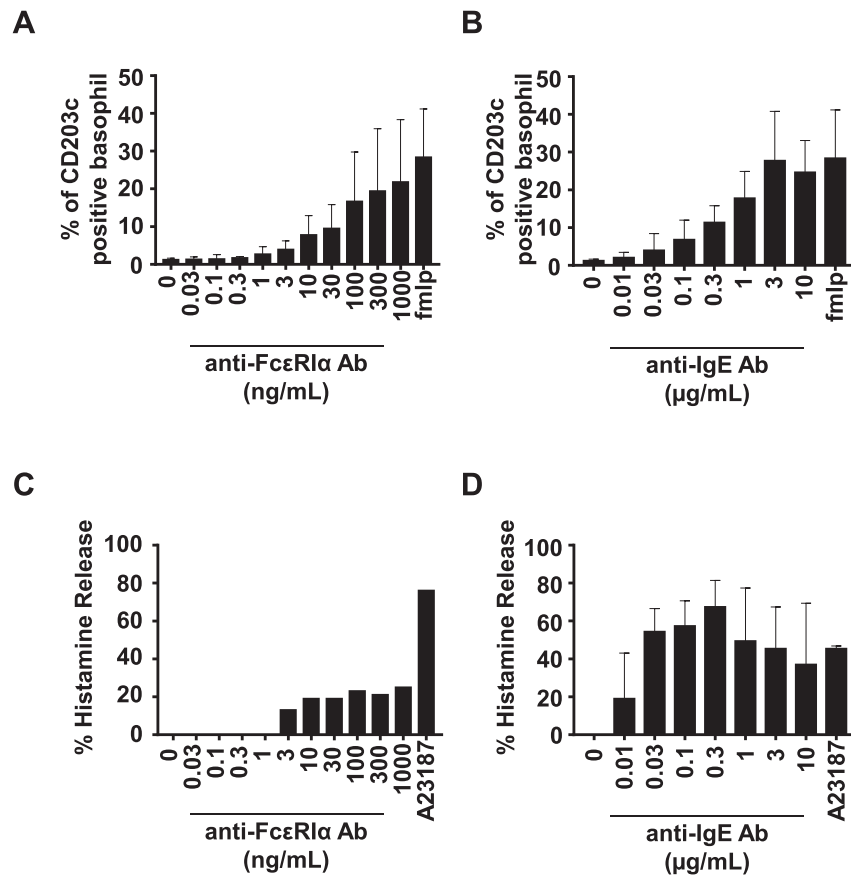 A
% of CD203c
positive basophil
50
40
30
20
10
0
0
0.03
0.1
0.3
1
3
10
30
100
300
1000
fmlp
anti-FcεRIα Ab
(ng/mL)
B
% of CD203c
positive basophil
50
40
30
20
10
0
0
0.01
0.03
0.1
0.3
1
3
10
fmlp
anti-IgE Ab
(μg/mL)
C
% Histamine Release
100
80
60
40
20
0
0
0.03
0.1
0.3
1
3
10
30
100
300
1000
A23187
anti-FcεRIα Ab
(ng/mL)
D
% Histamine Release
100
80
60
40
20
0
0
0.01
0.03
0.1
0.3
1
3
10
A23187
anti-IgE Ab
(μg/mL)